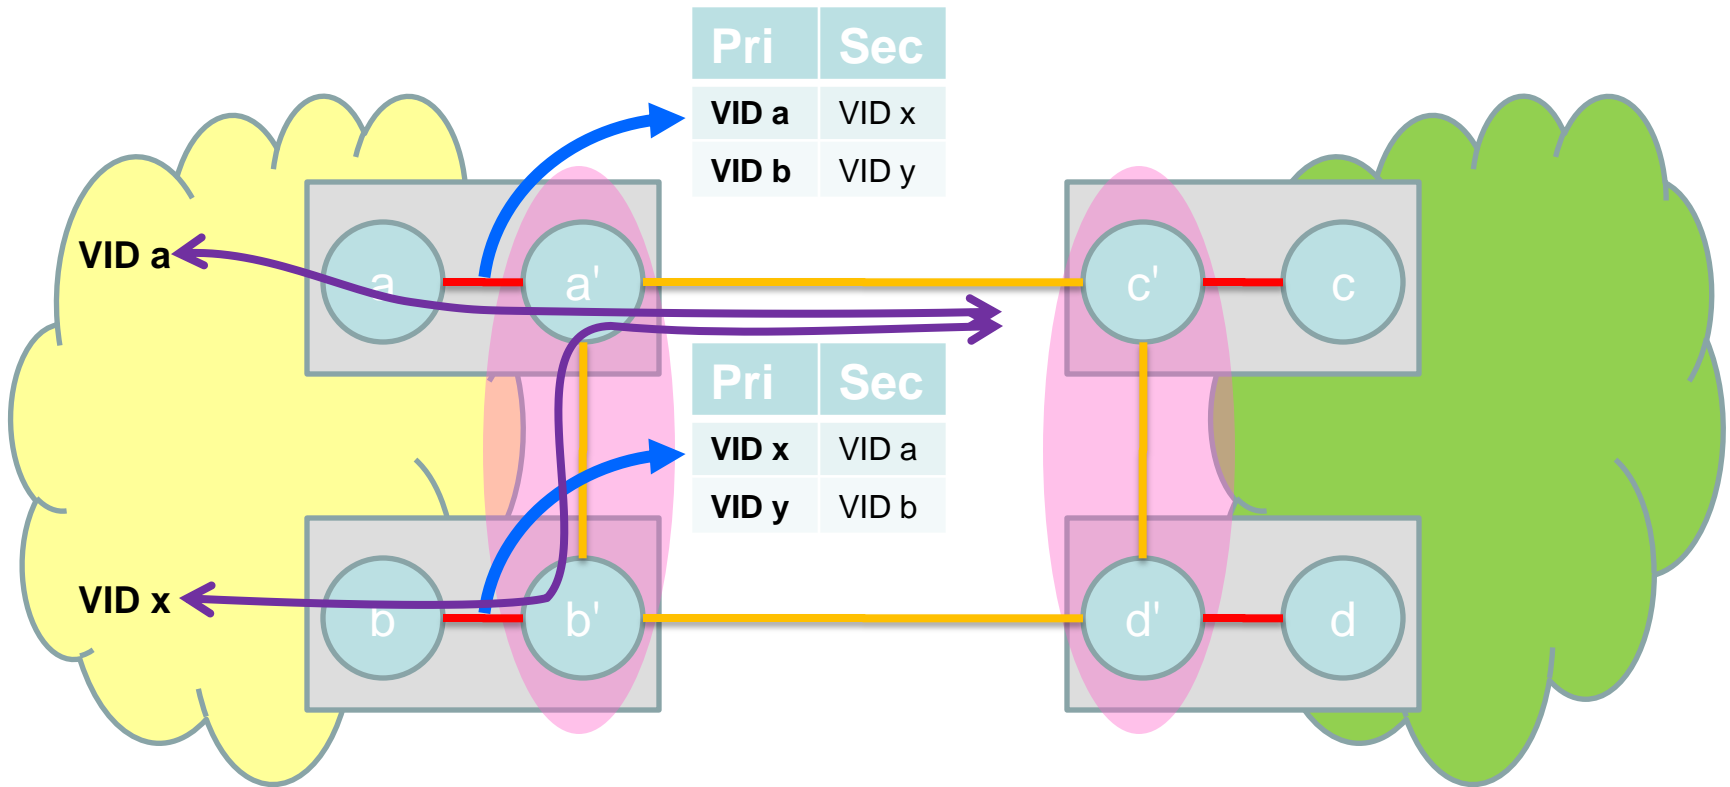 Pri Sec
VID a VID x
VID b VID y
VID a
a a' c' c
Pri Sec
VID x VID a
VID y VID b
VID x
b b' d' d